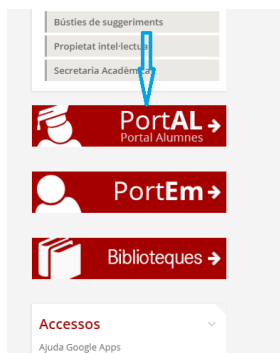 Bústies de suggeriments
Propietat intel·lectual
Secretaria Acadèmica
PortAL
Portal Alumnes
PortEm
Biblioteques
Accessos
Ajuda Google Apps